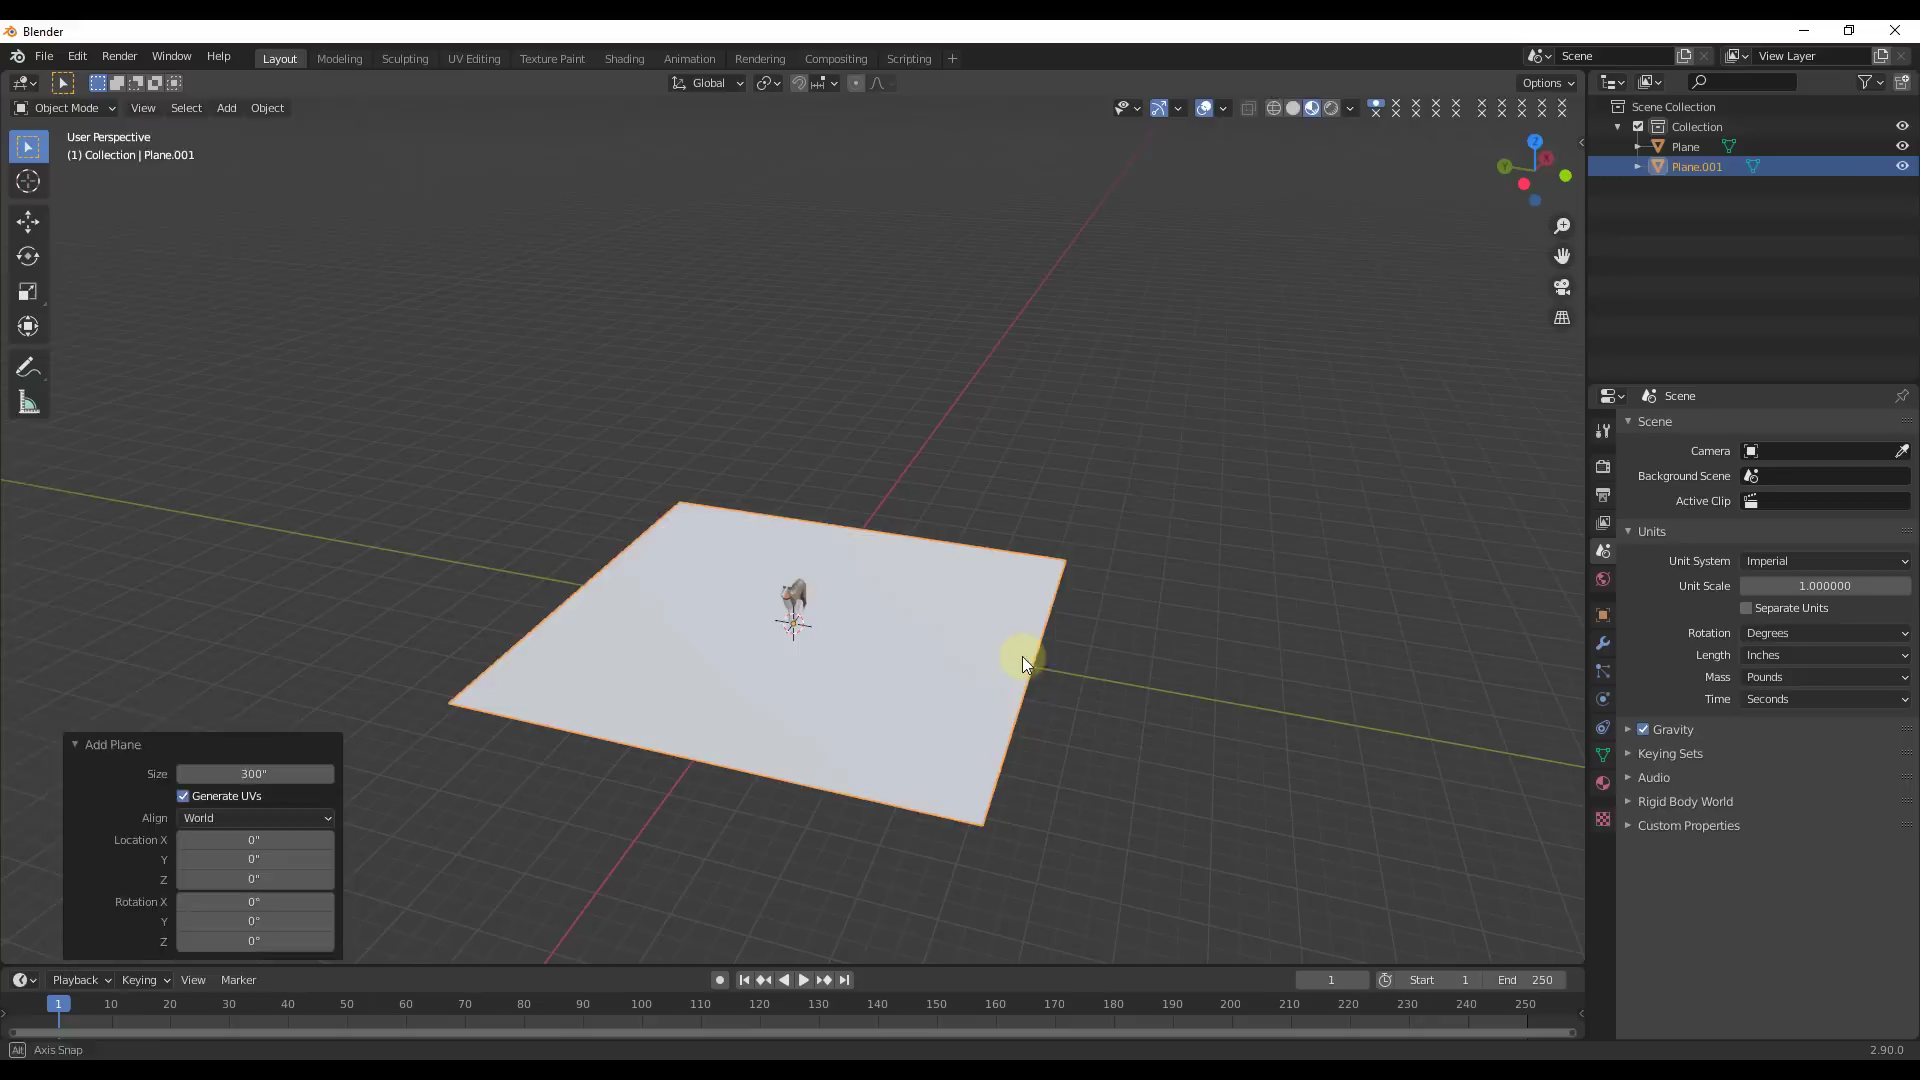 Blender
File Edit Render Window Help
Layout Modeling Sculpting UV Editing Texture Paint Shading Animation Rendering Compositing Scripting +
Scene
View Layer
Global
Options
Object Mode View Select Add Object
User Perspective
(1) Collection | Plane.001
Z
X
Y
Scene Collection
Collection
Plane
Plane.001
Scene
Scene
Camera
Background Scene
Active Clip
Units
Unit System Imperial
Unit Scale 1.000000
Separate Units
Rotation Degrees
Length Inches
Mass Pounds
Time Seconds
Gravity
Keying Sets
Audio
Rigid Body World
Custom Properties
Add Plane
Size 300"
Generate UVs
Align World
Location X 0"
Y 0"
Z 0"
Rotation X 0°
Y 0°
Z 0°
Playback Keying View Marker
1 Start 1 End 250
1 10 20 30 40 50 60 70 80 90 100 110 120 130 140 150 160 170 180 190 200 210 220 230 240 250
Alt Axis Snap
2.90.0